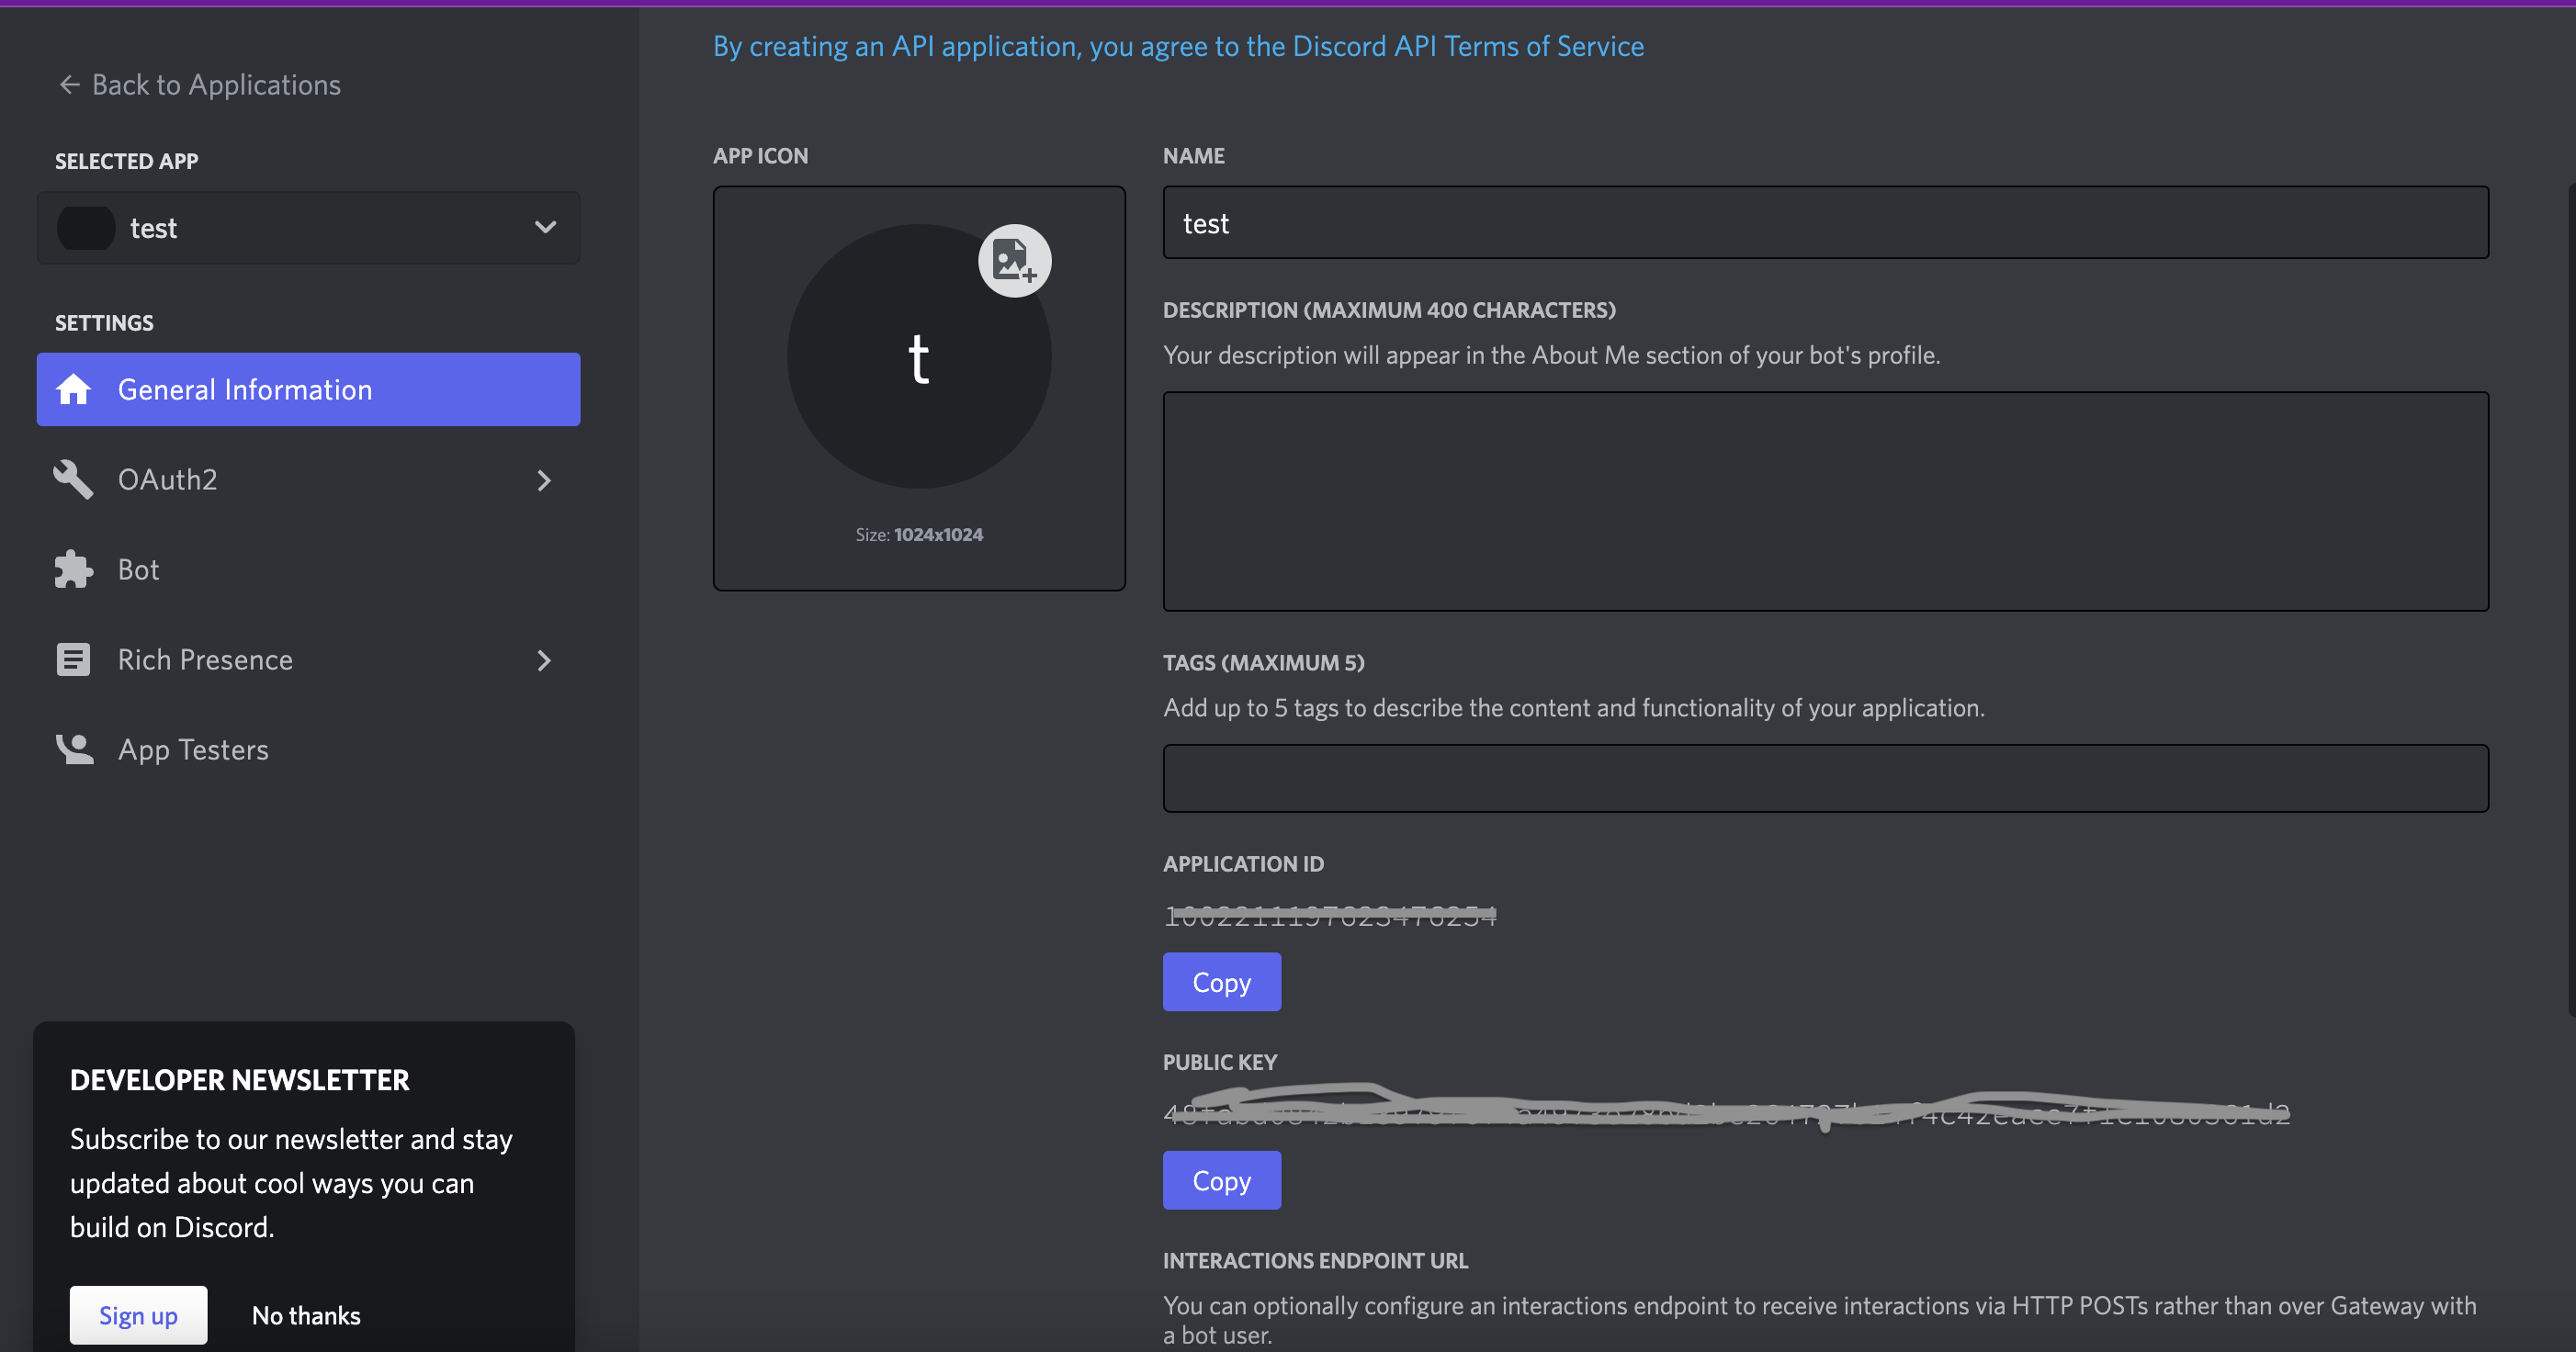 By creating an API application, you agree to the Discord API Terms of Service
← Back to Applications
SELECTED APP
test
SETTINGS
General Information
OAuth2
Bot
Rich Presence
App Testers
DEVELOPER NEWSLETTER
Subscribe to our newsletter and stay
updated about cool ways you can
build on Discord.
Sign up
No thanks
APP ICON
t
Size: 1024x1024
NAME
test
DESCRIPTION (MAXIMUM 400 CHARACTERS)
Your description will appear in the About Me section of your bot's profile.
TAGS (MAXIMUM 5)
Add up to 5 tags to describe the content and functionality of your application.
APPLICATION ID
Copy
PUBLIC KEY
Copy
INTERACTIONS ENDPOINT URL
You can optionally configure an interactions endpoint to receive interactions via HTTP POSTs rather than over Gateway with
a bot user.